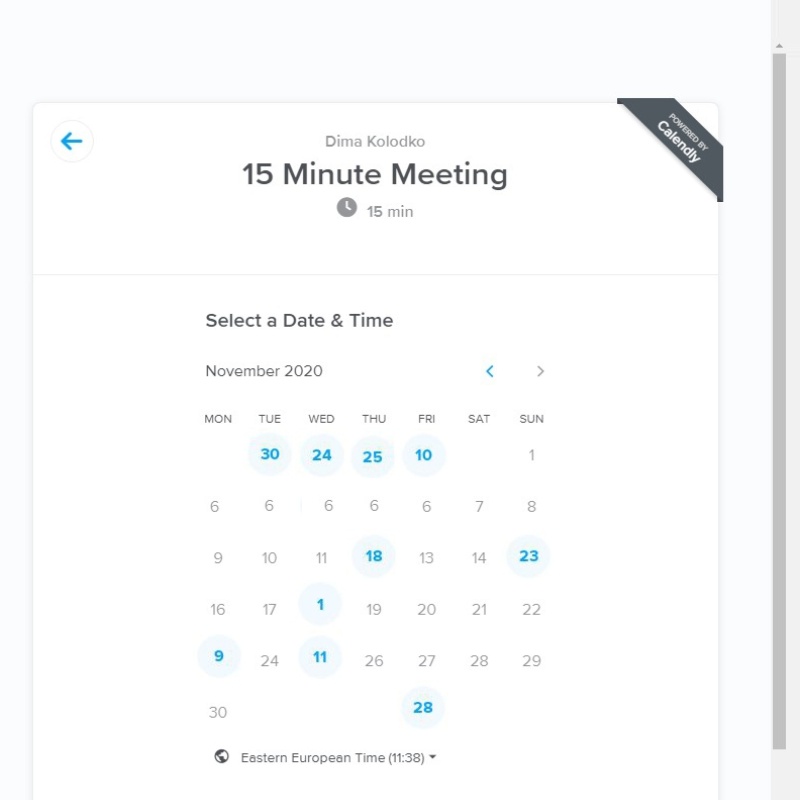 POWERED BY
Calendly
Dima Kolodko
15 Minute Meeting
15 min
Select a Date & Time
November 2020
MON TUE WED THU FRI SAT SUN
30 24 25 10 1
6 6 6 6 6 7 8
9 10 11 18 13 14 23
16 17 1 19 20 21 22
9 24 11 26 27 28 29
30 28
Eastern European Time (11:38)